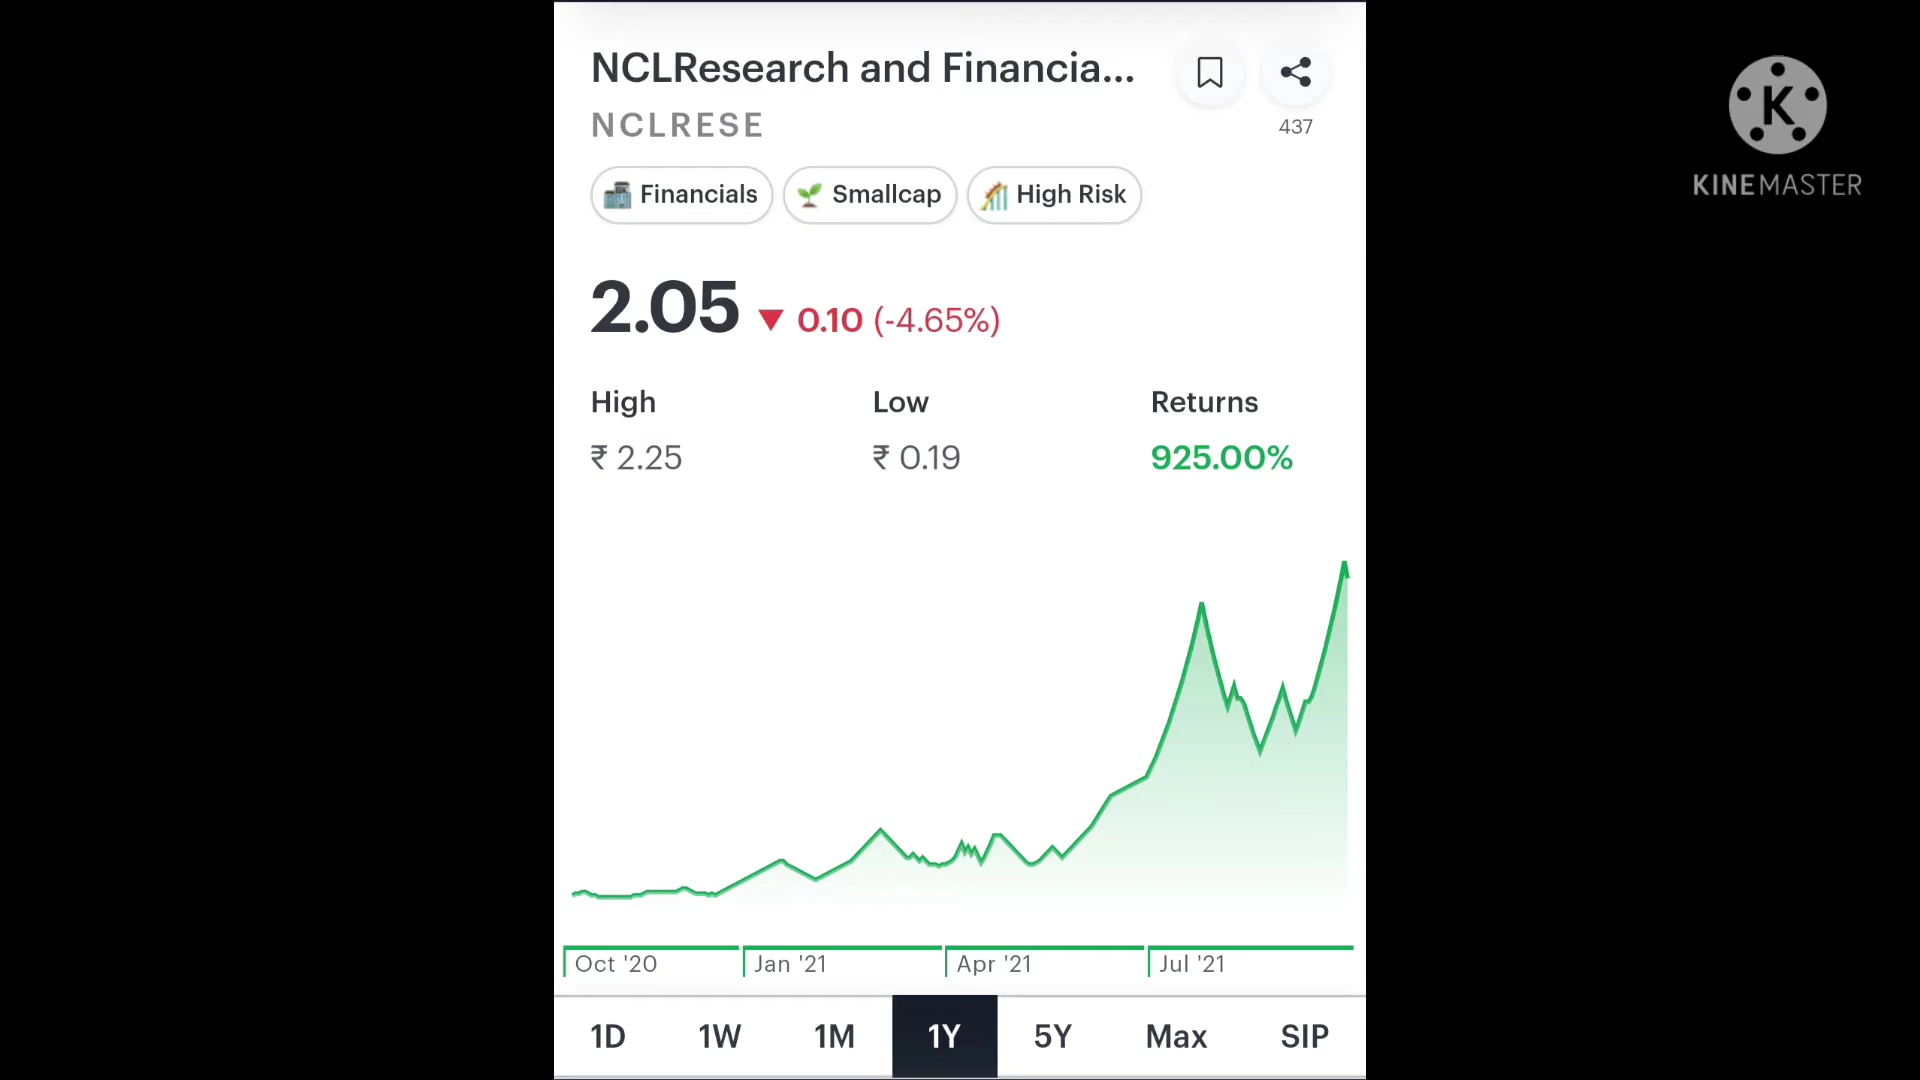 NCLResearch and Financia...
NCLRESE
437
Financials Smallcap High Risk
2.05 ▼ 0.10 (-4.65%)
High Low Returns
₹ 2.25 ₹ 0.19 925.00%
Oct '20 Jan '21 Apr '21 Jul '21
1D 1W 1M 1Y 5Y Max SIP
K
KINEMASTER